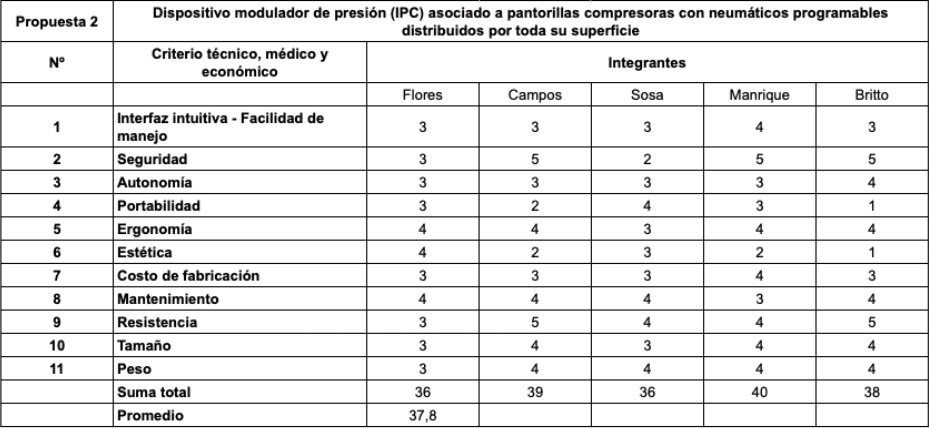 Propuesta 2 Dispositivo modulador de presión (IPC) asociado a pantorillas compresoras con neumáticos programables
distribuidos por toda su superficie
Nº Criterio técnico, médico y
económico Integrantes
Flores Campos Sosa Manrique Britto
1 Interfaz intuitiva - Facilidad de
manejo 3 3 3 4 3
2 Seguridad 3 5 2 5 5
3 Autonomía 3 3 3 3 4
4 Portabilidad 3 2 4 3 1
5 Ergonomía 4 4 3 4 4
6 Estética 4 2 3 2 1
7 Costo de fabricación 3 3 3 4 3
8 Mantenimiento 4 4 4 3 4
9 Resistencia 3 5 4 4 5
10 Tamaño 3 4 3 4 4
11 Peso 3 4 4 4 4
Suma total 36 39 36 40 38
Promedio 37,8